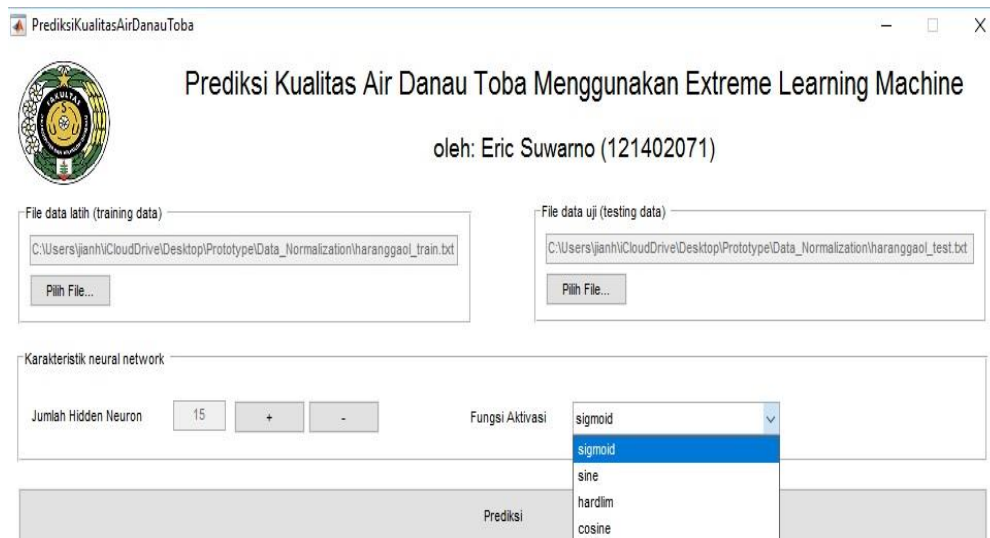 PrediksiKualitasAirDanauToba
Prediksi Kualitas Air Danau Toba Menggunakan Extreme Learning Machine
oleh: Eric Suwarno (121402071)
FAKULTAS
File data latih (training data)
C:\Users\jianh\iCloudDrive\Desktop\Prototype\Data_Normalization\haranggaol_train.txt
Pilih File...
File data uji (testing data)
C:\Users\jianh\iCloudDrive\Desktop\Prototype\Data_Normalization\haranggaol_test.txt
Pilih File...
Karakteristik neural network
Jumlah Hidden Neuron 15 + - Fungsi Aktivasi sigmoid
sigmoid
sine
hardlim
cosine
Prediksi